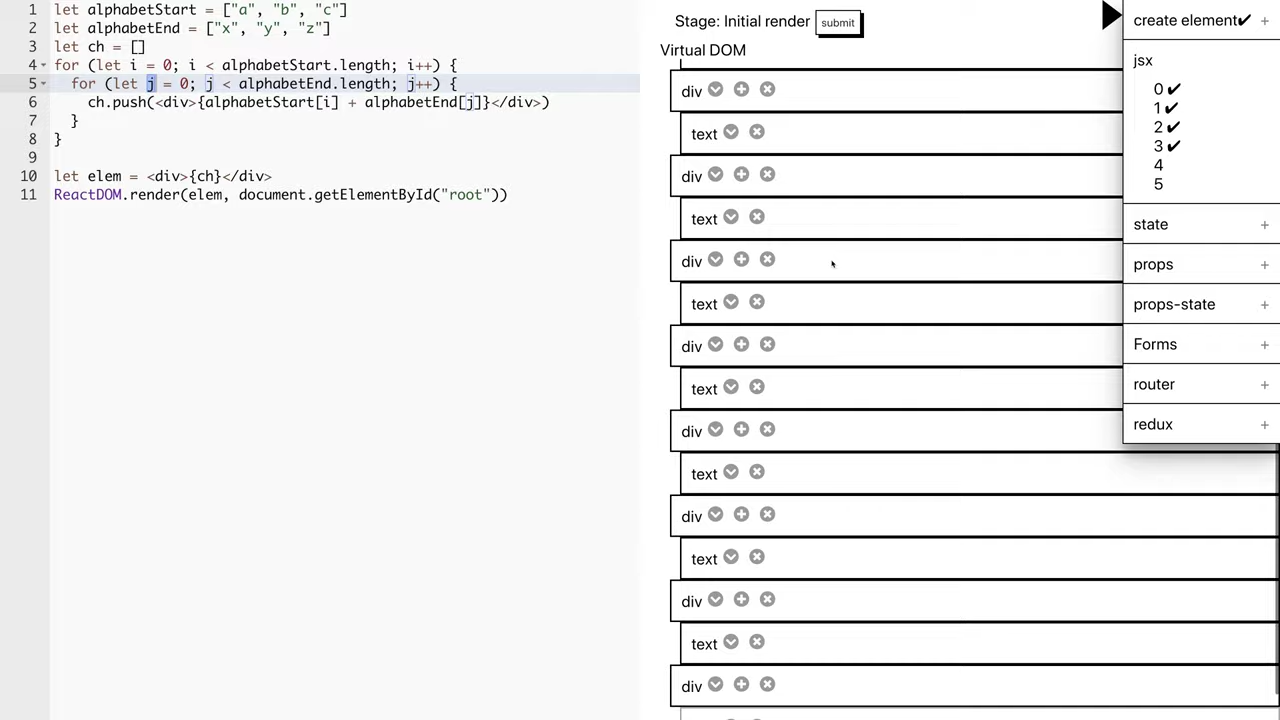 1 let alphabetStart = ["a", "b", "c"]
2 let alphabetEnd = ["x", "y", "z"]
3 let ch = []
4 for (let i = 0; i < alphabetStart.length; i++) {
5 for (let j = 0; j < alphabetEnd.length; j++) {
6 ch.push(<div>{alphabetStart[i] + alphabetEnd[j]}</div>)
7 }
8 }
9
10 let elem = <div>{ch}</div>
11 ReactDOM.render(elem, document.getElementById("root"))
Stage: Initial render submit
Virtual DOM
div
text
div
text
div
text
div
text
div
text
div
text
div
text
div
create element✔ +
jsx
0 ✔
1 ✔
2 ✔
3 ✔
4
5
state +
props +
props-state +
Forms +
router +
redux +